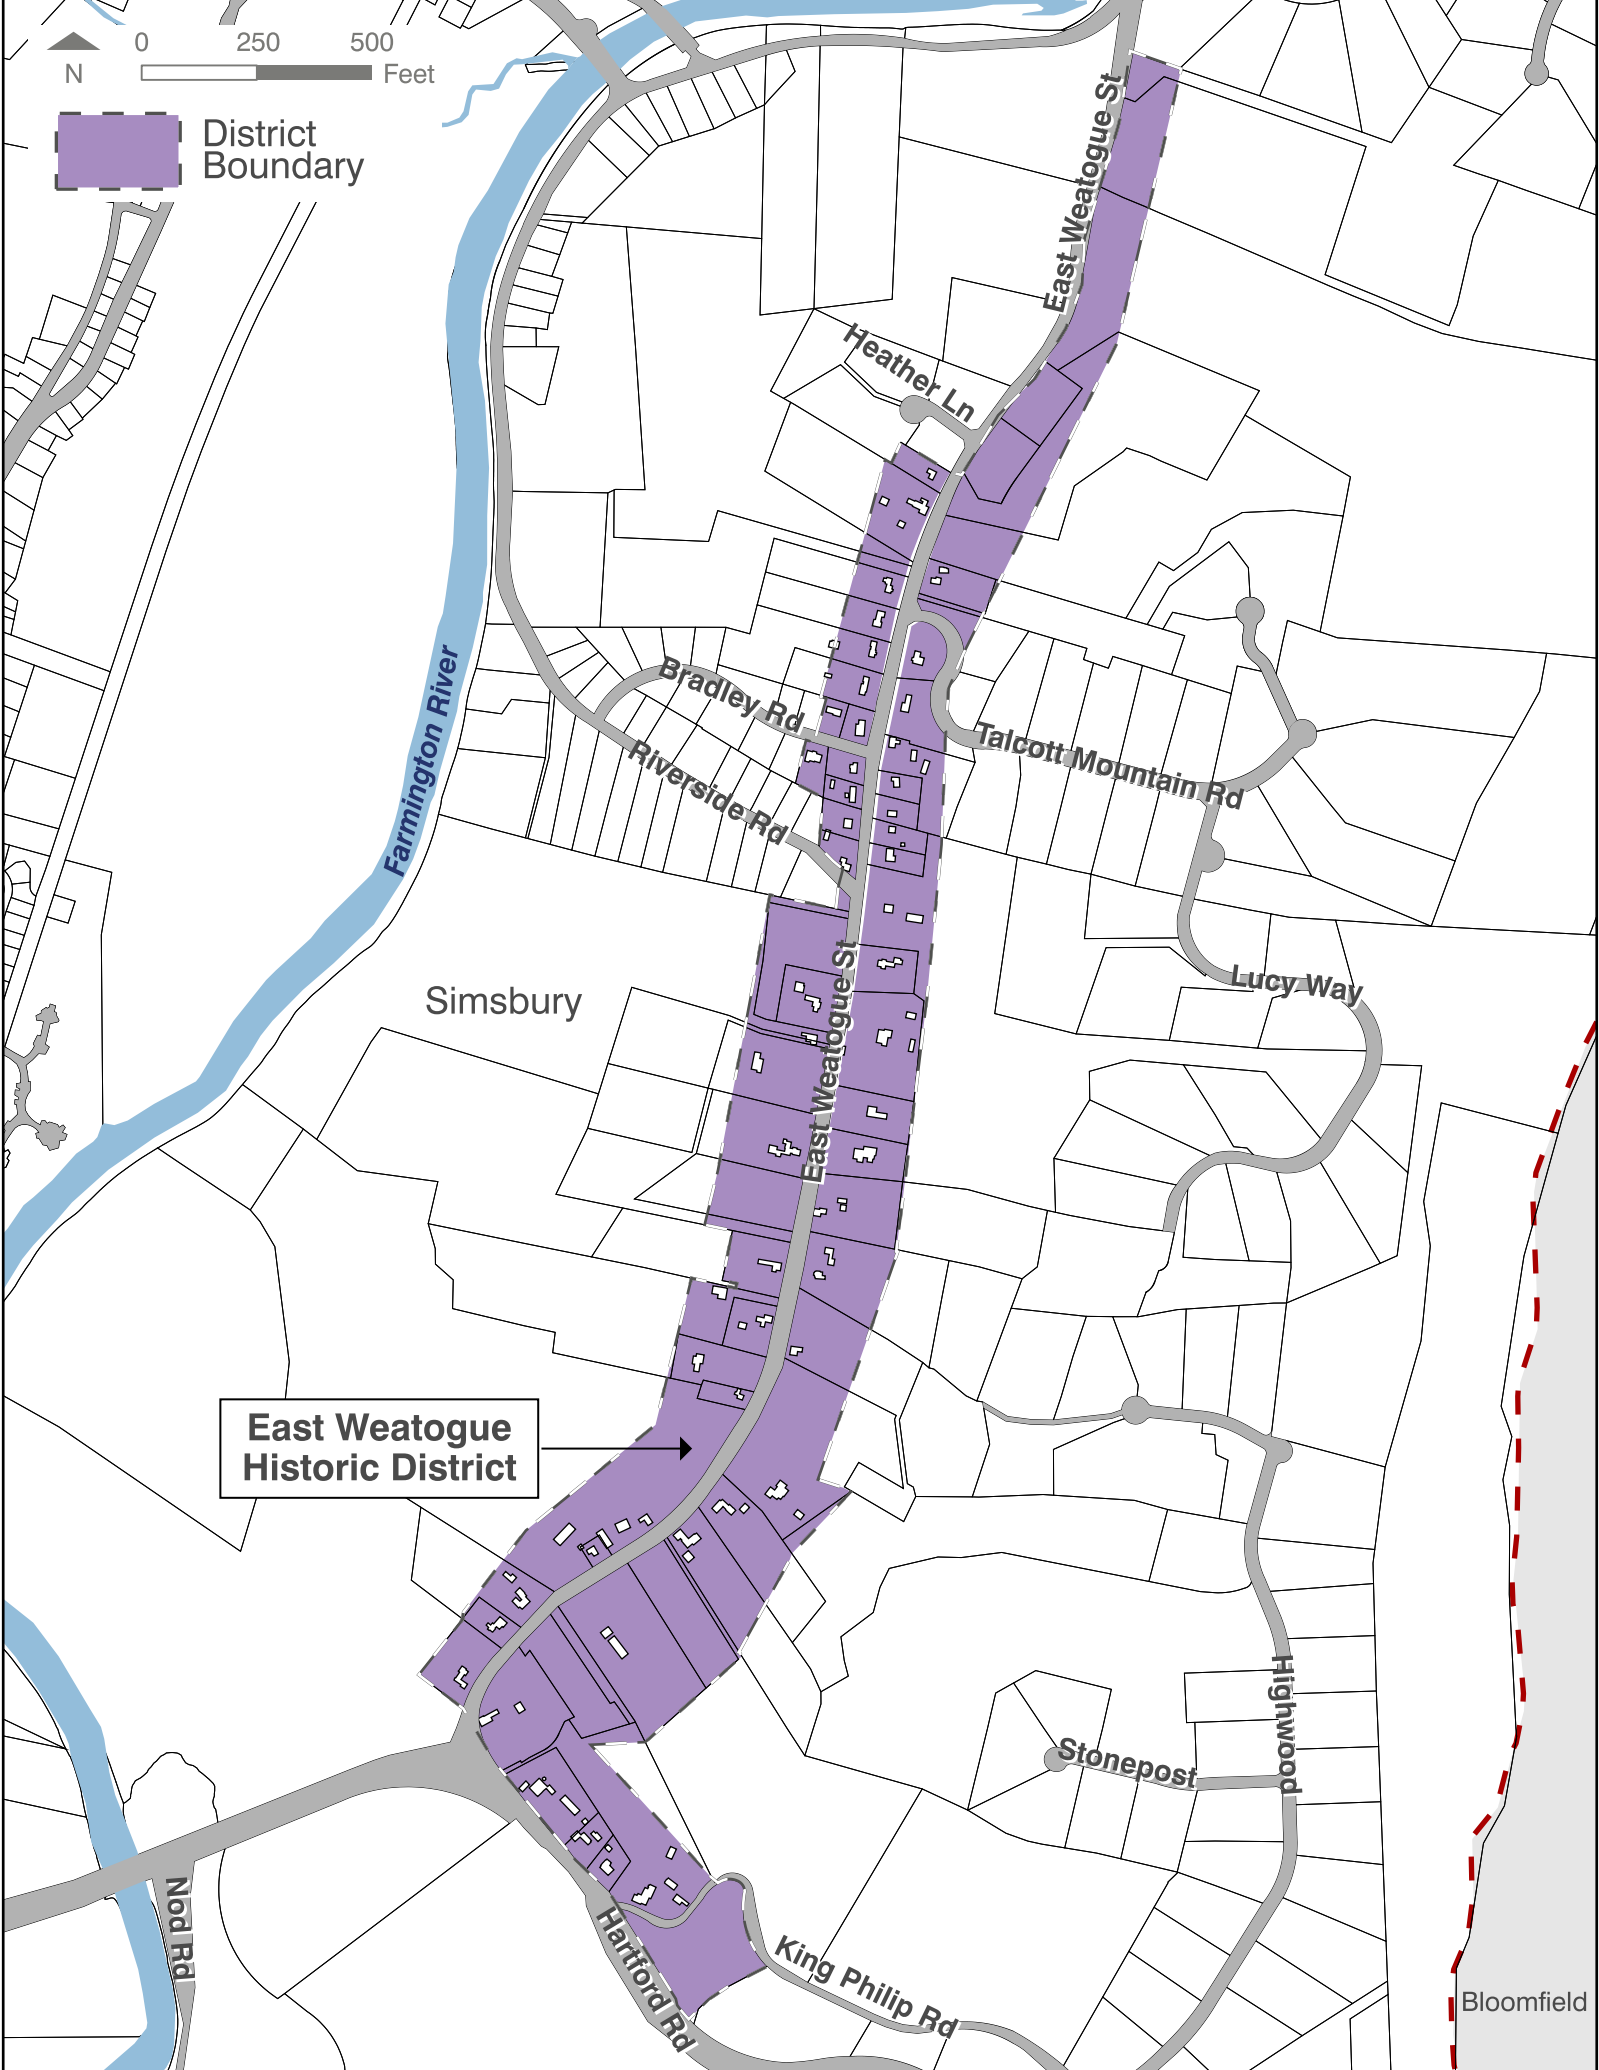 0 250 500
N Feet
District
Boundary
East Weatogue St
Heather Ln
Bradley Rd
Farmington River
Riverside Rd
Talcott Mountain Rd
Simsbury
Lucy Way
East Weatogue St
East Weatogue
Historic District
Highwood
Stonepost
Nod Rd
Hartford Rd
King Philip Rd
Bloomfield